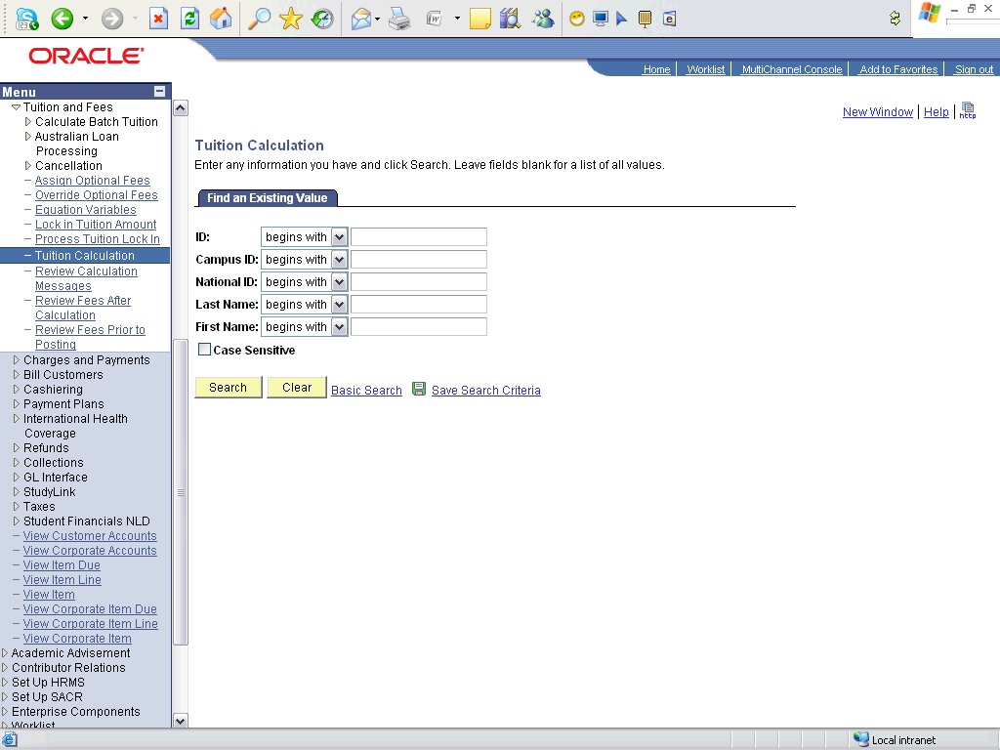 ORACLE
Home
Worklist
MultiChannel Console
Add to Favorites
Sign out
Menu
Tuition and Fees
Calculate Batch Tuition
Australian Loan
Processing
Cancellation
Assign Optional Fees
Override Optional Fees
Equation Variables
Lock in Tuition Amount
Process Tuition Lock In
Tuition Calculation
Review Calculation
Messages
Review Fees After
Calculation
Review Fees Prior to
Posting
Charges and Payments
Bill Customers
Cashiering
Payment Plans
International Health
Coverage
Refunds
Collections
GL Interface
StudyLink
Taxes
Student Financials NLD
View Customer Accounts
View Corporate Accounts
View Item Due
View Item Line
View Item
View Corporate Item Due
View Corporate Item Line
View Corporate Item
Academic Advisement
Contributor Relations
Set Up HRMS
Set Up SACR
Enterprise Components
Worklist
New Window | Help |
http
Tuition Calculation
Enter any information you have and click Search. Leave fields blank for a list of all values.
Find an Existing Value
ID: begins with
Campus ID: begins with
National ID: begins with
Last Name: begins with
First Name: begins with
Case Sensitive
Search Clear Basic Search Save Search Criteria
Local intranet